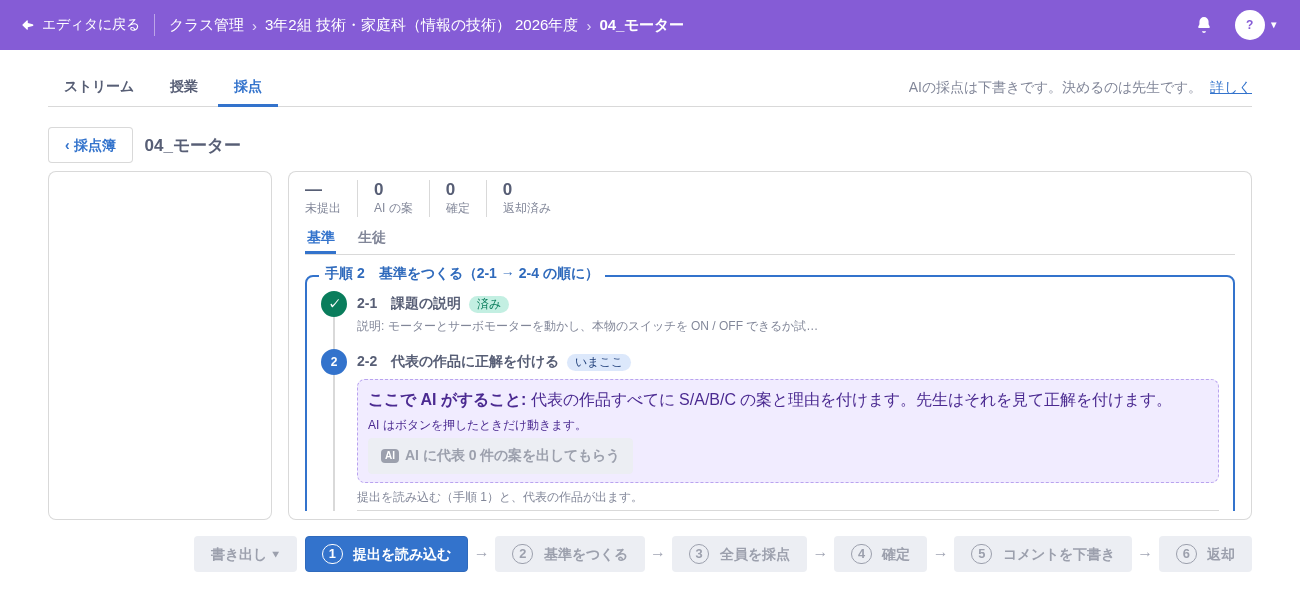 エディタに戻る
クラス管理 › 3年2組 技術・家庭科（情報の技術） 2026年度 › 04_モーター
?
ストリーム 授業 採点
AIの採点は下書きです。決めるのは先生です。 詳しく
‹ 採点簿 04_モーター
— 0 0 0
未提出 AI の案 確定 返却済み
基準 生徒
手順 2　基準をつくる（2-1 → 2-4 の順に）
✓ 2-1　課題の説明 済み
説明: モーターとサーボモーターを動かし、本物のスイッチを ON / OFF できるか試…
2 2-2　代表の作品に正解を付ける いまここ
ここで AI がすること: 代表の作品すべてに S/A/B/C の案と理由を付けます。先生はそれを見て正解を付けます。
AI はボタンを押したときだけ動きます。
AI AI に代表 0 件の案を出してもらう
提出を読み込む（手順 1）と、代表の作品が出ます。
書き出し ▾ 1 提出を読み込む → 2 基準をつくる → 3 全員を採点 → 4 確定 → 5 コメントを下書き → 6 返却